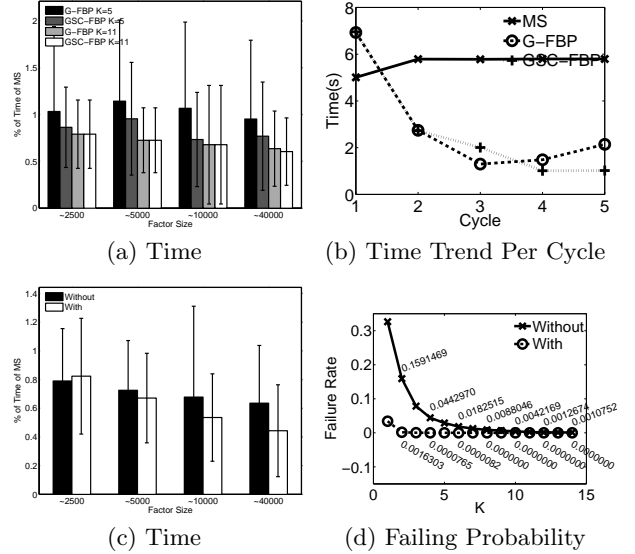 G−FBP K=5
GSC−FBP K=5
G−FBP K=11
GSC−FBP K=11
% of Time of MS
2
1.5
1
0.5
0
~2500
~5000
~10000
~40000
Factor Size
(a) Time
MS
G−FBP
GSC−FBP
Time(s)
8
6
4
2
0
1
2
3
4
5
Cycle
(b) Time Trend Per Cycle
Without
With
% of Time of MS
1.4
1.2
1
0.8
0.6
0.4
0.2
0
~2500
~5000
~10000
~40000
Factor Size
(c) Time
Without
With
Failure Rate
0.3
0.2
0.1
0
−0.1
0.1591469
0.0442970
0.0182515
0.0088046
0.0042169
0.0012674
0.0010752
0.0016303
0.0000765
0.0000082
0.0000000
0.0000000
0.0000000
0.0000000
0
5
10
15
K
(d) Failing Probability